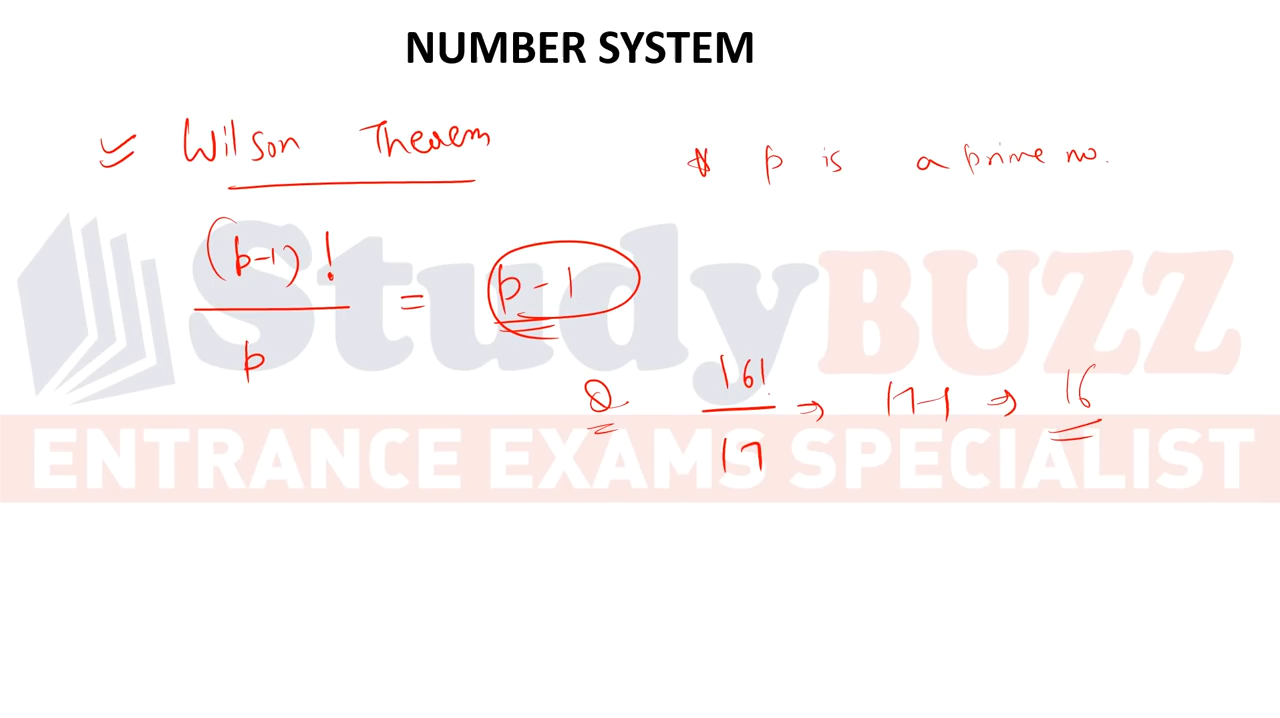 NUMBER SYSTEM
Wilson Theorem
* p is a prime no.
(p-1)!
p
= p-1
Q 16!
17
→ 17-1 → 16
StudyBUZZ
ENTRANCE EXAMS SPECIALIST